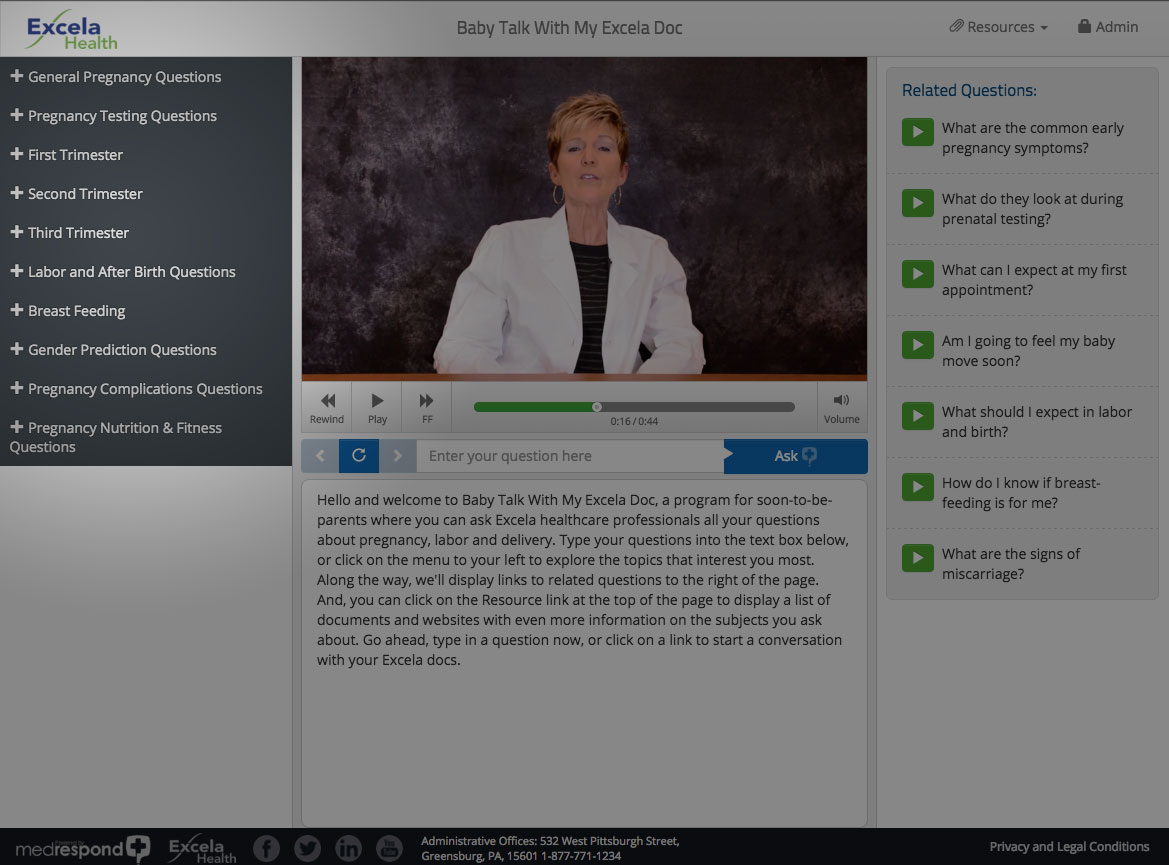 Excela
Health
Baby Talk With My Excela Doc
Resources
Admin
General Pregnancy Questions
Pregnancy Testing Questions
First Trimester
Second Trimester
Third Trimester
Labor and After Birth Questions
Breast Feeding
Gender Prediction Questions
Pregnancy Complications Questions
Pregnancy Nutrition & Fitness
Questions
Rewind
Play
FF
0:16 / 0:44
Volume
Enter your question here
Ask
Hello and welcome to Baby Talk With My Excela Doc, a program for soon-to-be-
parents where you can ask Excela healthcare professionals all your questions
about pregnancy, labor and delivery. Type your questions into the text box below,
or click on the menu to your left to explore the topics that interest you most.
Along the way, we'll display links to related questions to the right of the page.
And, you can click on the Resource link at the top of the page to display a list of
documents and websites with even more information on the subjects you ask
about. Go ahead, type in a question now, or click on a link to start a conversation
with your Excela docs.
Related Questions:
What are the common early
pregnancy symptoms?
What do they look at during
prenatal testing?
What can I expect at my first
appointment?
Am I going to feel my baby
move soon?
What should I expect in labor
and birth?
How do I know if breast-
feeding is for me?
What are the signs of
miscarriage?
medrespond
Excela
Health
Administrative Offices: 532 West Pittsburgh Street,
Greensburg, PA, 15601 1-877-771-1234
Privacy and Legal Conditions